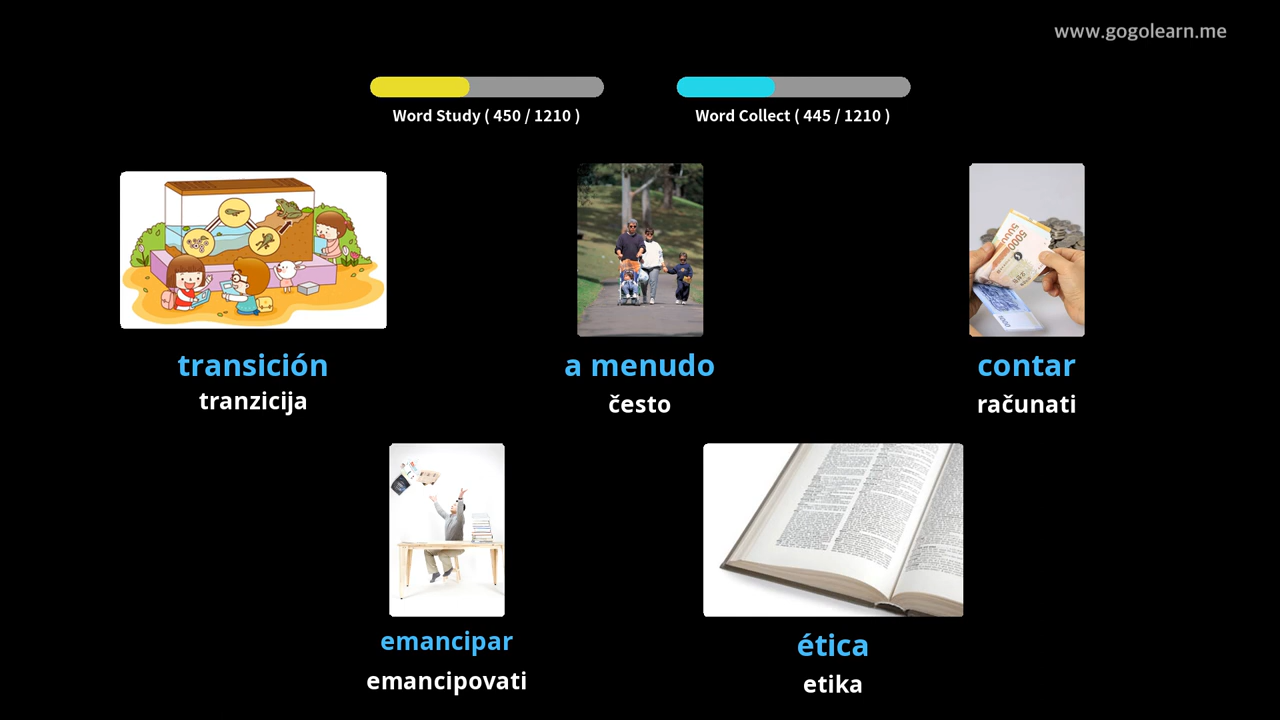 www.gogolearn.me
Word Study ( 450 / 1210 )
Word Collect ( 445 / 1210 )
transición
tranzicija
a menudo
često
contar
računati
emancipar
emancipovati
ética
etika